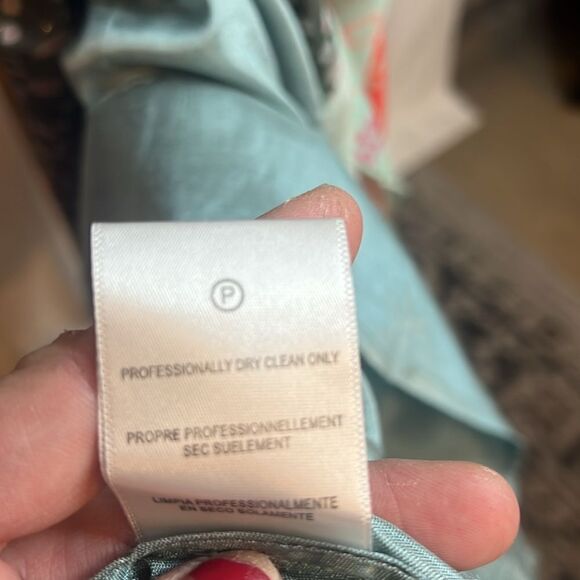 P
PROFESSIONALLY DRY CLEAN ONLY
PROPRE PROFESSIONNELLEMENT
SEC SUELEMENT
LIMPIA PROFESSIONALMENTE
EN SECO SOLAMENTE